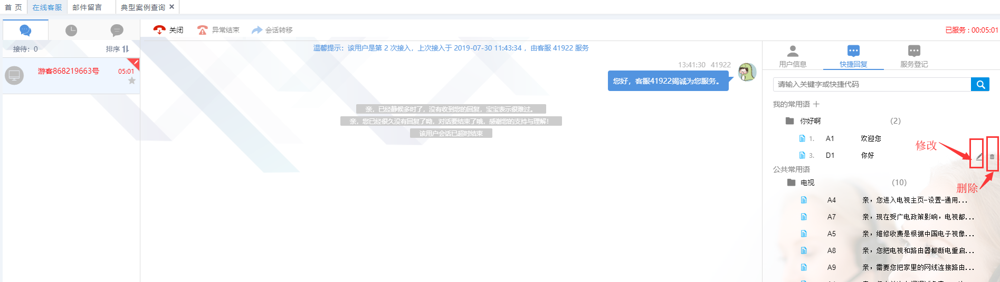 首 页 在线客服 邮件留言 典型案例查询 ×
关闭 异常结束 会话转移 已服务 : 00:05:01
接待：0 排序
游客868219663号 05:01
温馨提示：该用户是第 2 次接入，上次接入于 2019-07-30 11:43:34 ，由客服 41922 服务
13:41:30 41922
您好，客服41922竭诚为您服务。
亲，已经静候多时了，没有收到您的回复，宝宝表示很难过。
亲，您已经很久没有回复了呦，对话要结束了哦，感谢您的支持与理解！
该用户会话已超时结束
用户信息 快捷回复 服务登记
请输入关键字或快捷代码
我的常用语 +
你好啊 (2)
1. A1 欢迎您
修改
3. D1 你好
公共常用语
电视 (10)
删除
A4 亲，您进入电视主页-设置-通用...
A7 亲，现在受广电政策影响，电视都...
A5 亲，维修收费是根据中国电子视像...
A8 亲，您把电视和路由器都断电重启...
A9 亲，需要您把家里的网线连接路由...